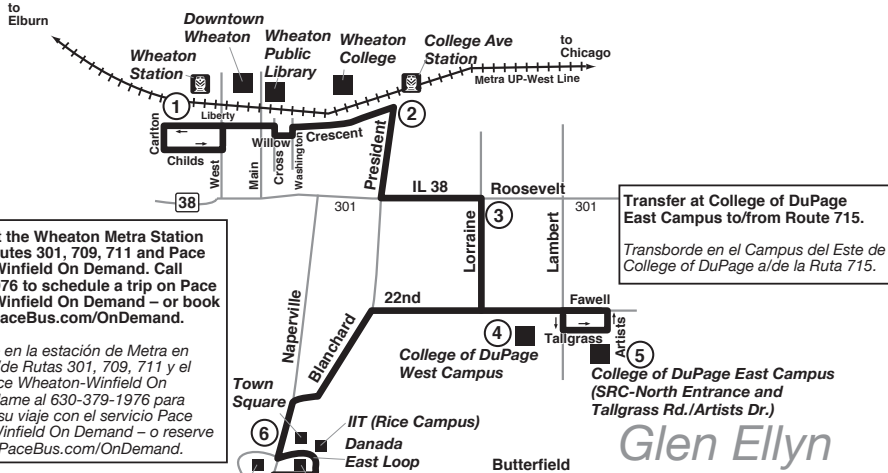 to
Elburn
Downtown
Wheaton
Wheaton
Station
Wheaton
Public
Library
Wheaton
College
College Ave
Station
to
Chicago
Metra UP-West Line
1
2
Liberty
Carlton
Childs
West
Main
Willow
Cross
Washington
Crescent
President
38
301
IL 38
Roosevelt
301
3
Lorraine
Lambert
Transfer at College of DuPage
East Campus to/from Route 715.
Transborde en el Campus del Este de
College of DuPage a/de la Ruta 715.
t the Wheaton Metra Station
utes 301, 709, 711 and Pace
Winfield On Demand. Call
976 to schedule a trip on Pace
Winfield On Demand – or book
PaceBus.com/OnDemand.
en la estación de Metra en
de Rutas 301, 709, 711 y el
ce Wheaton-Winfield On
lame al 630-379-1976 para
su viaje con el servicio Pace
Winfield On Demand – o reserve
PaceBus.com/OnDemand.
Naperville
Blanchard
22nd
Fawell
Tallgrass
Artists
4
College of DuPage
West Campus
5
College of DuPage East Campus
(SRC-North Entrance and
Tallgrass Rd./Artists Dr.)
Town
Square
6
IIT (Rice Campus)
Danada
East Loop
Butterfield
Glen Ellyn